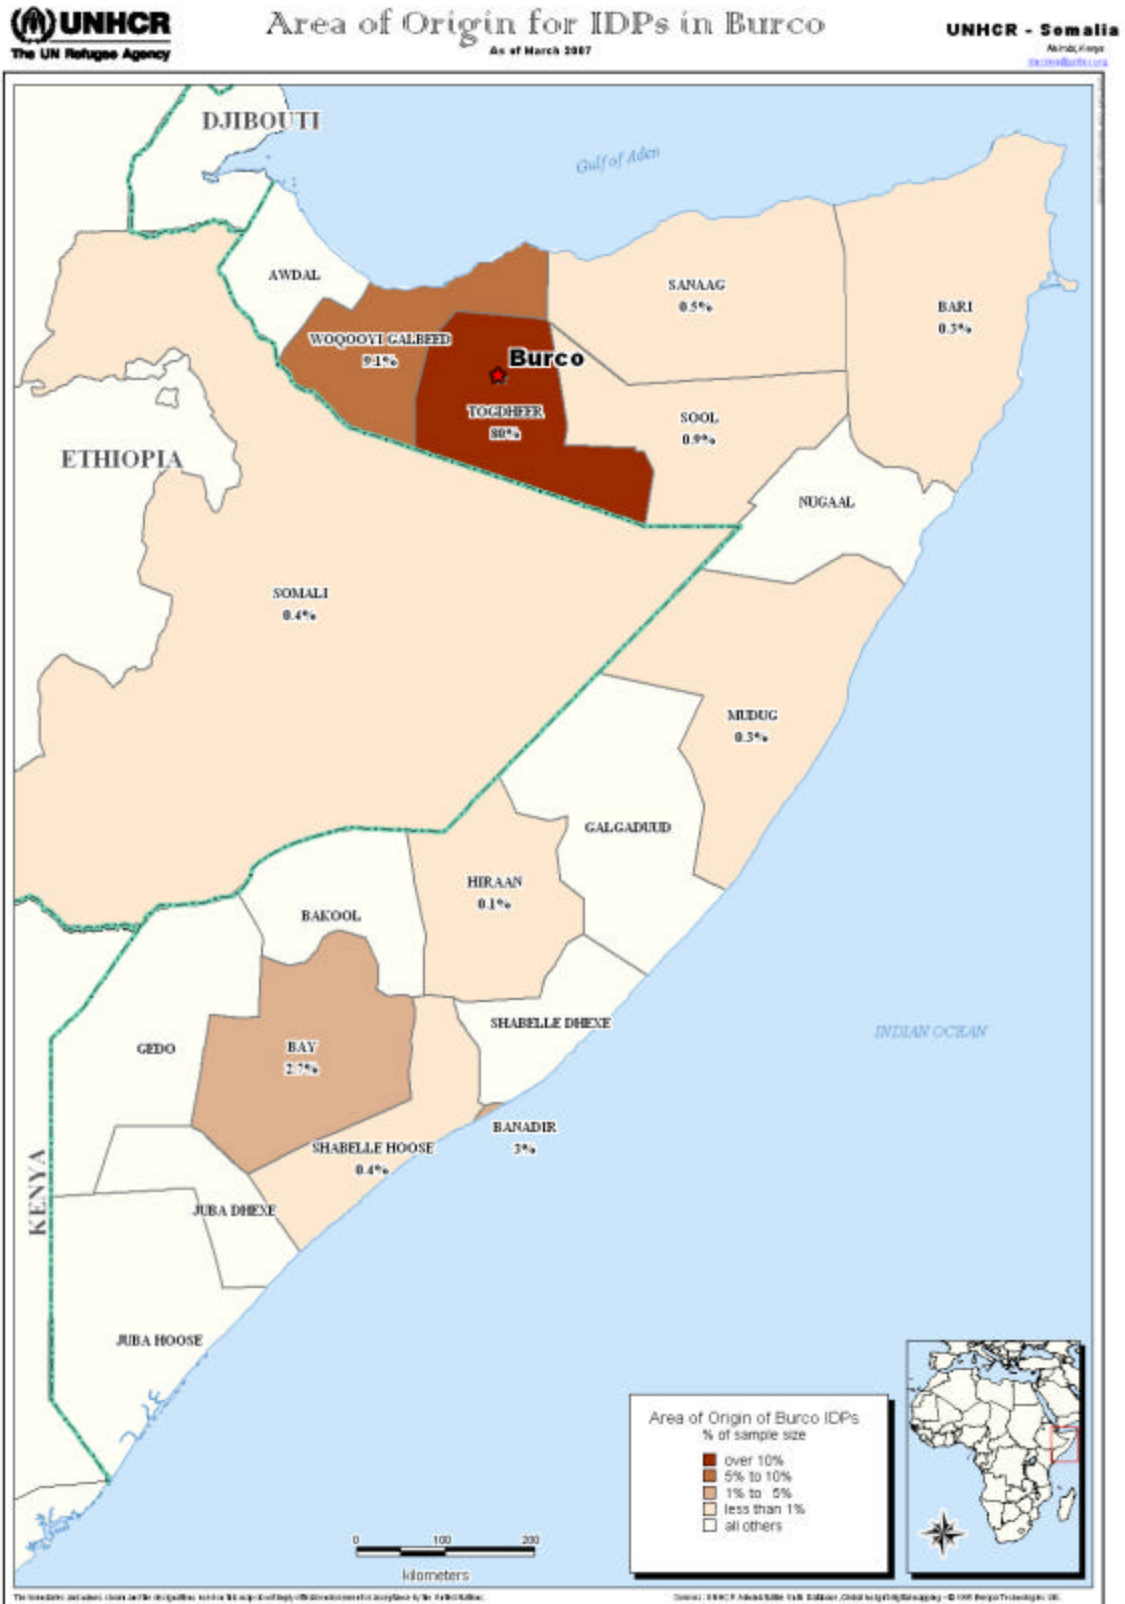 UNHCR
The UN Refugee Agency
Area of Origin for IDPs in Burco
As of March 2007
UNHCR - Somalia
Nairobi, Kenya
DJIBOUTI
Gulf of Aden
AWDAL
SANAAG
0.5%
BARI
0.3%
WOQOOYI GALBEED
9.1%
Burco
TOGDHEER
80%
SOOL
0.9%
ETHIOPIA
NUGAAL
SOMALI
0.4%
MUDUG
0.3%
GALGADUUD
HIRAAN
0.1%
BAKOOL
SHABELLE DHEXE
INDIAN OCEAN
GEDO
BAY
2.7%
BANADIR
3%
SHABELLE HOOSE
0.4%
KENYA
JUBA DHEXE
JUBA HOOSE
Area of Origin of Burco IDPs
% of sample size
over 10%
5% to 10%
1% to 5%
less than 1%
all others
0 100 200
kilometers